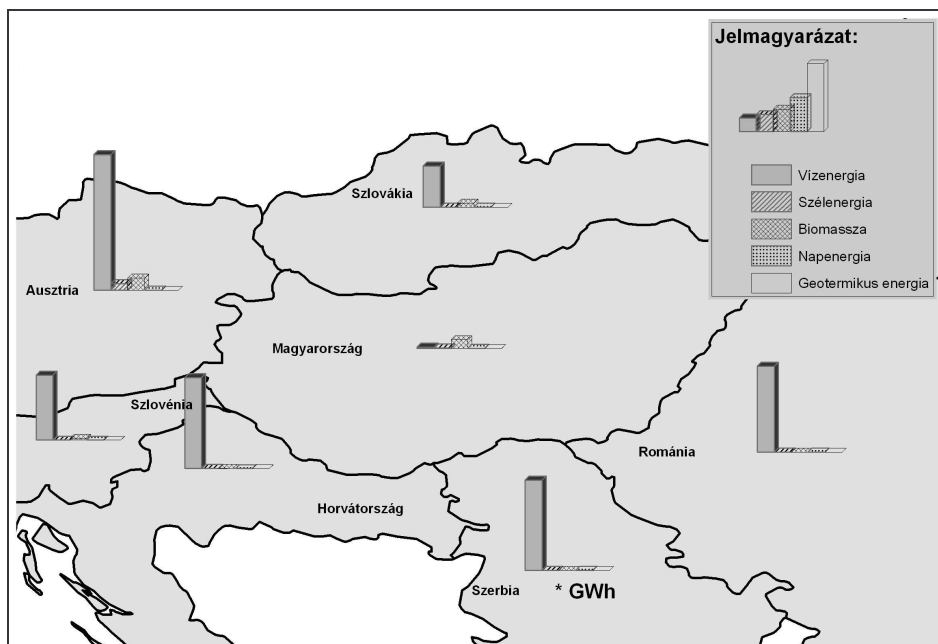 Jelmagyarázat:
Vízenergia
Szélenergia
Biomassza
Napenergia
Geotermikus energia
Szlovákia
Ausztria
Magyarország
Szlovénia
Románia
Horvátország
Szerbia
* GWh